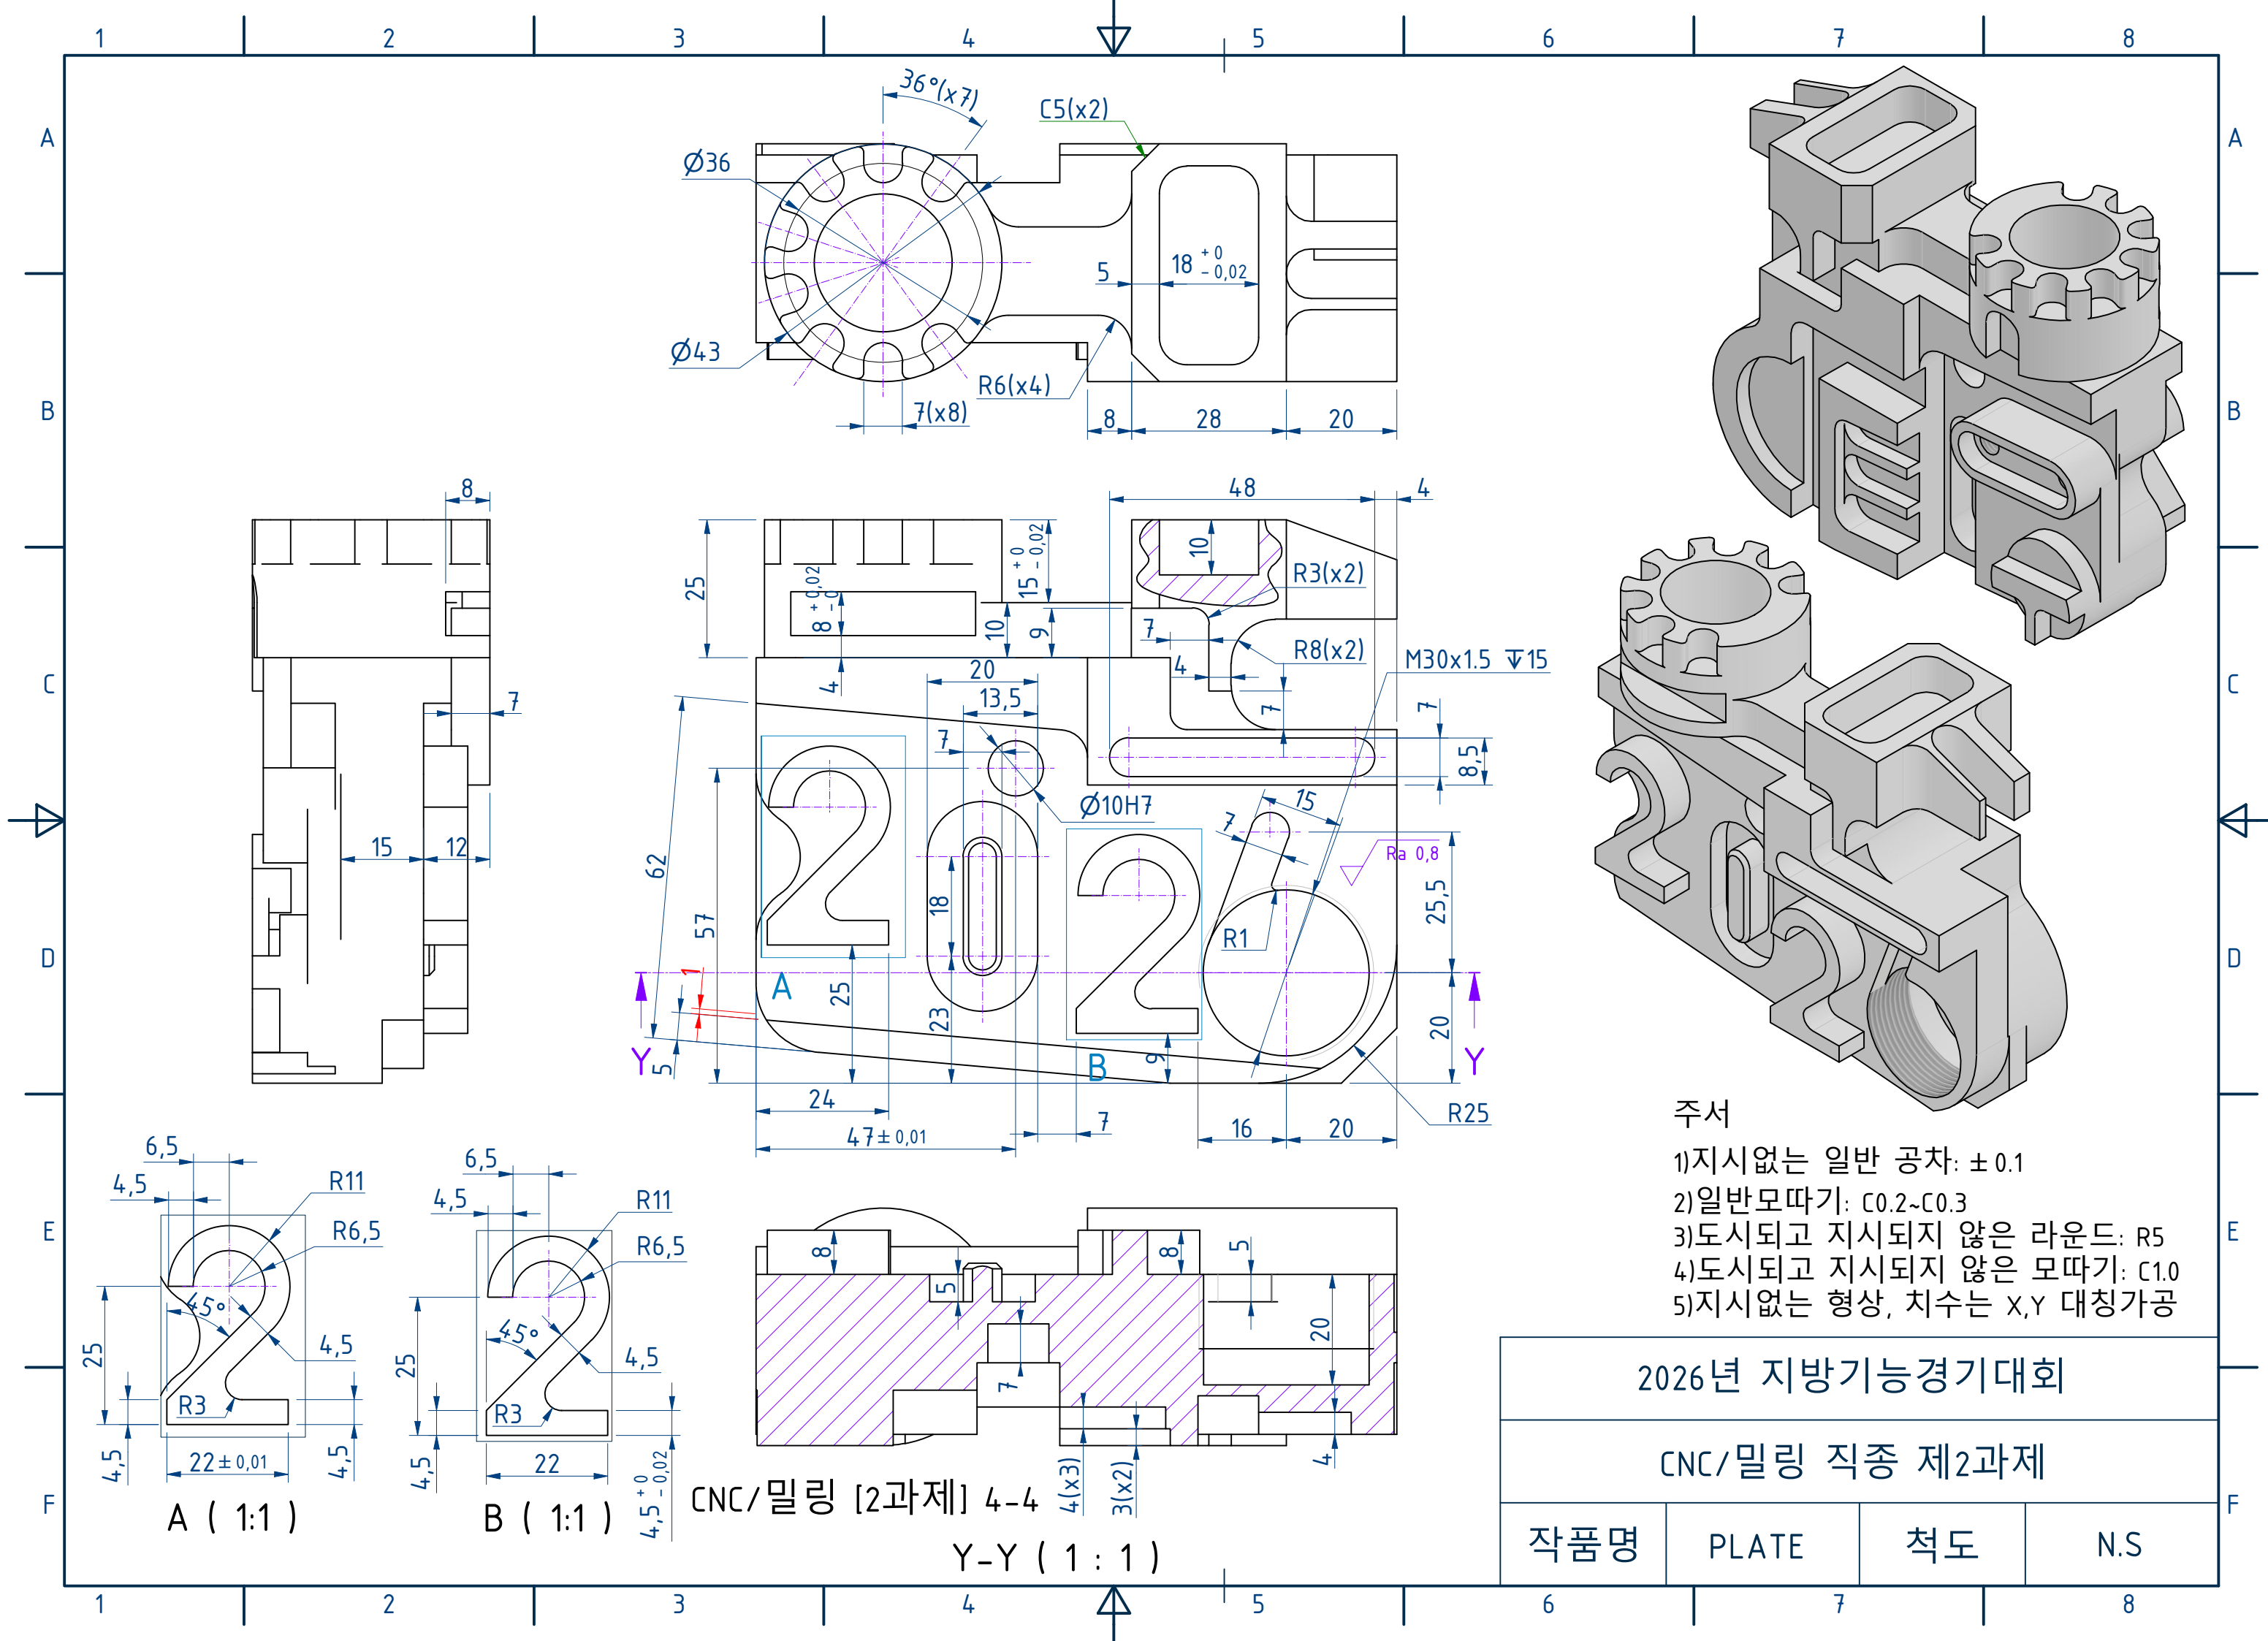 1 2 3 4 5 6 7 8
A A
B B
C C
D D
E E
F F
36°(x7)
C5(x2)
Ø36
5
18 +0 -0,02
Ø43
R6(x4)
7(x8)
8 28 20
8
7
15 12
48 4
25
8 +0,02 -0
15 +0 -0,02
10
R3(x2)
7
10
9
R8(x2)
4
4
M30x1.5 ↧15
20
13,5
7
7
7
8,5
Ø10H7
15
7
Ra 0,8
62
57
18
25,5
R1
1
A
25
23
Y Y
5
B
9
20
24
R25
47±0,01
7
16 20
6,5
4,5
R11
R6,5
45°
25
4,5
R3
4,5
4,5
22±0,01
A ( 1:1 )
6,5
4,5
R11
R6,5
45°
25
4,5
R3
4,5
4,5 +0 -0,02
22
B ( 1:1 )
8
5
8
5
20
7
4(x3)
3(x2)
4
CNC/밀링 [2과제] 4-4
Y-Y ( 1 : 1 )
주서
1)지시없는 일반 공차: ±0.1
2)일반모따기: C0.2~C0.3
3)도시되고 지시되지 않은 라운드: R5
4)도시되고 지시되지 않은 모따기: C1.0
5)지시없는 형상, 치수는 X,Y 대칭가공
2026년 지방기능경기대회
CNC/밀링 직종 제2과제
작품명 PLATE 척도 N.S
1 2 3 4 5 6 7 8